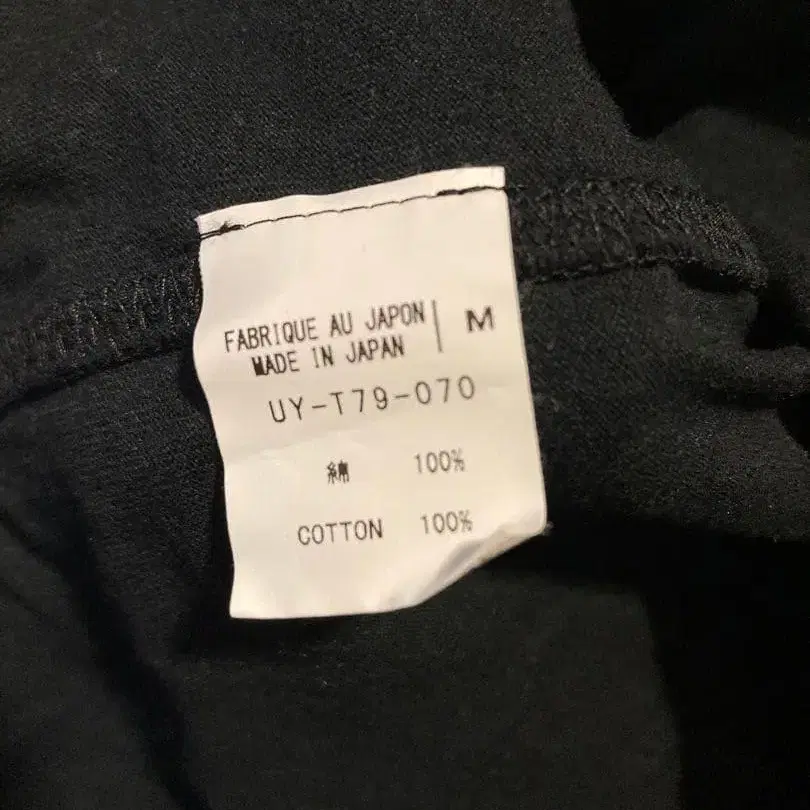 FABRIQUE AU JAPON | M
MADE IN JAPAN
UY-T79-070
綿 100%
COTTON 100%